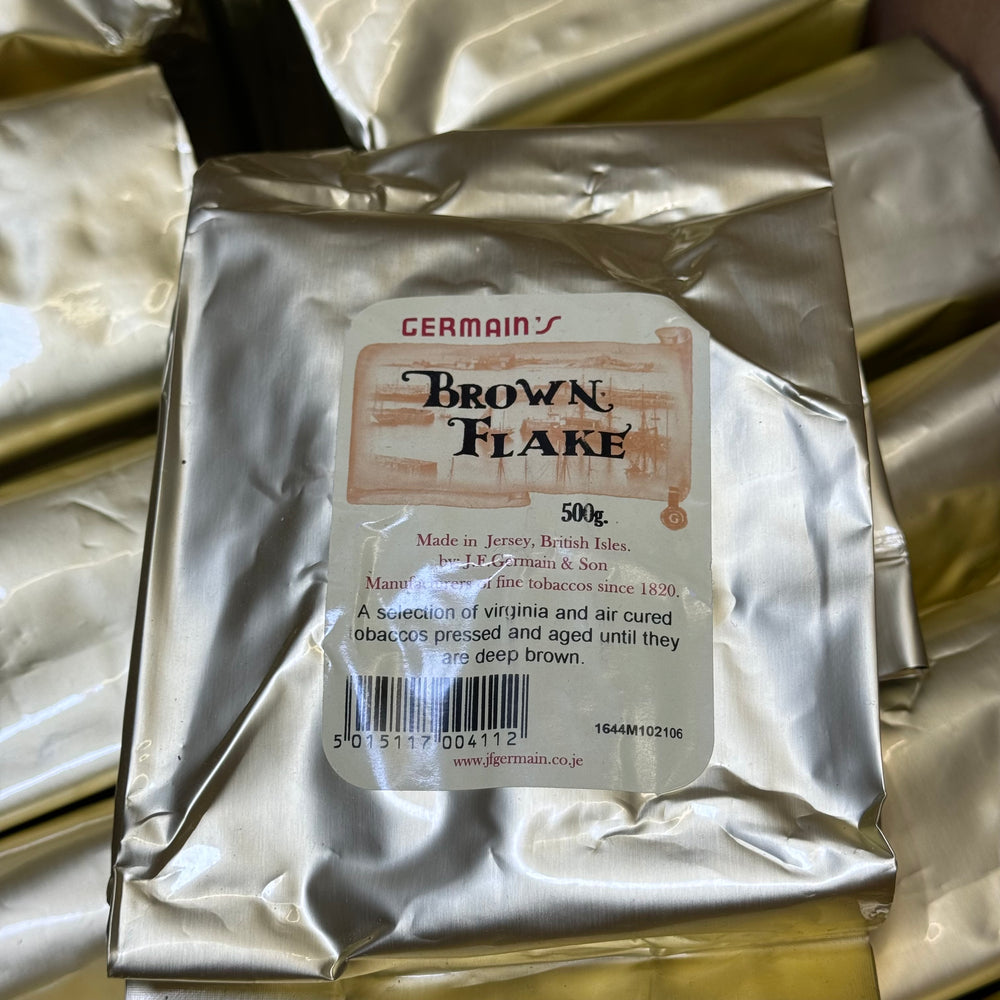 GERMAIN'S
BROWN
FLAKE
500g.
G
Made in Jersey, British Isles.
by J.F.Germain & Son
Manufacturers of fine tobaccos since 1820.
A selection of virginia and air cured
obaccos pressed and aged until they
are deep brown.
5 015117 004112
1644M102106
www.jfgermain.co.je